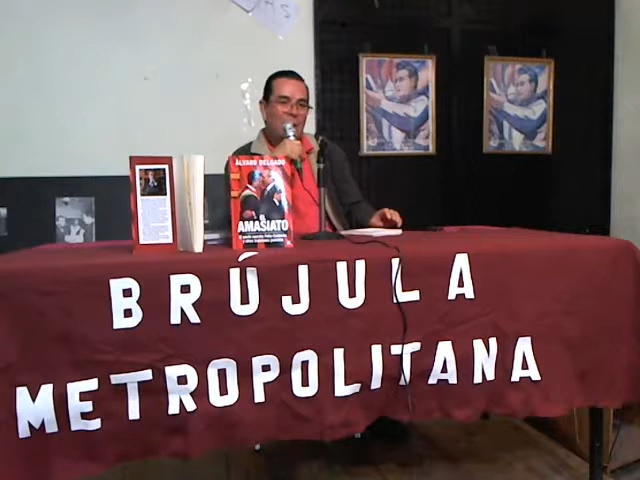 ÁLVARO DELGADO
EL
AMASIATO
BRÚJULA
METROPOLITANA